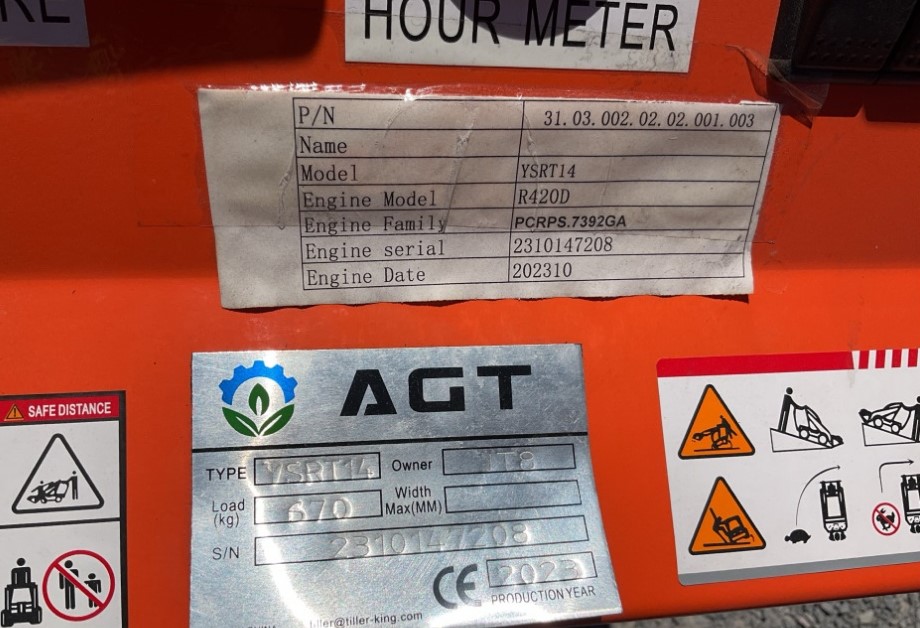 HOUR METER
P/N 31.03.002.02.02.001.003
Name
Model YSRT14
Engine Model R420D
Engine Family PCRPS.7392GA
Engine serial 2310147208
Engine Date 202310
SAFE DISTANCE
AGT
TYPE YSRT14 Owner
Load (kg) 670 Width Max(MM)
S/N 2310147208
CE 2023
PRODUCTION YEAR
tiller@tiller-king.com